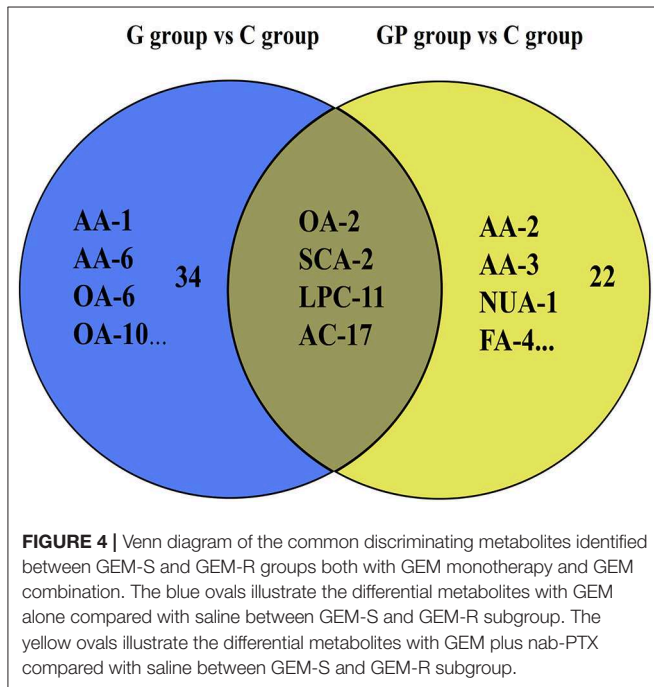 G group vs C group
GP group vs C group
AA-1
AA-6
OA-6
OA-10...
34
OA-2
SCA-2
LPC-11
AC-17
AA-2
AA-3
NUA-1
FA-4...
22
FIGURE 4 | Venn diagram of the common discriminating metabolites identified
between GEM-S and GEM-R groups both with GEM monotherapy and GEM
combination. The blue ovals illustrate the differential metabolites with GEM
alone compared with saline between GEM-S and GEM-R subgroup. The
yellow ovals illustrate the differential metabolites with GEM plus nab-PTX
compared with saline between GEM-S and GEM-R subgroup.